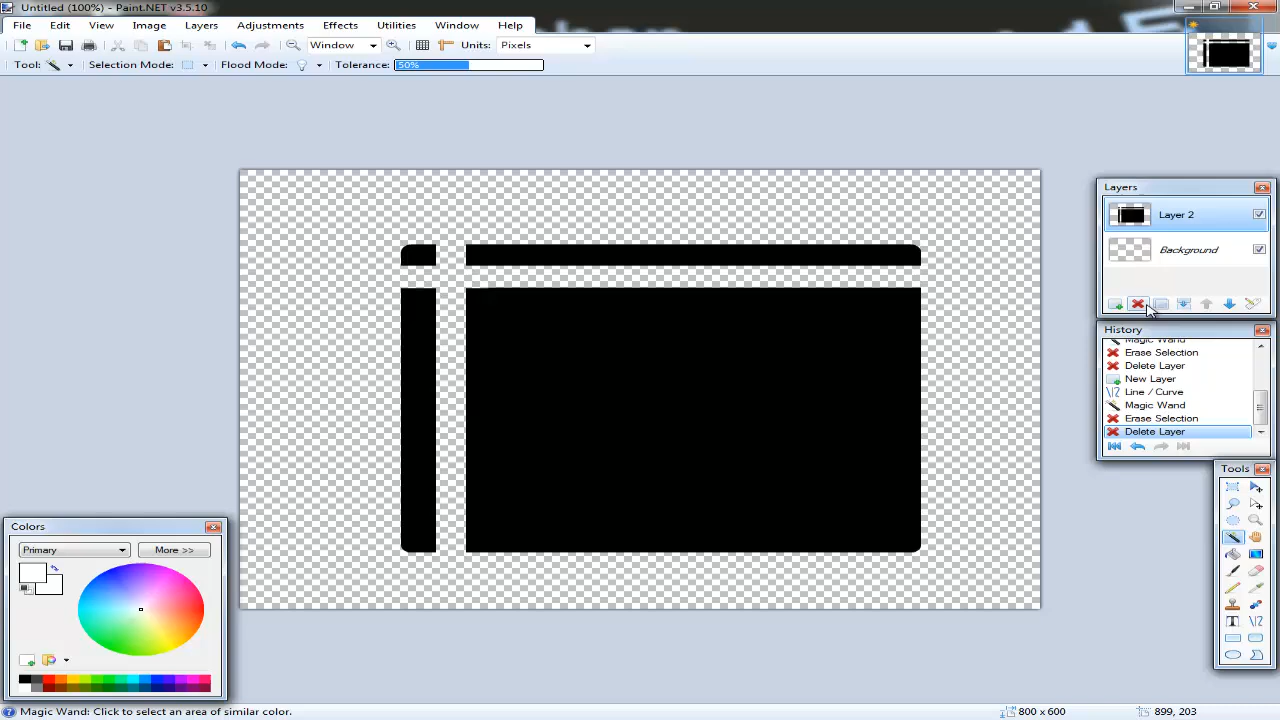 Untitled (100%) - Paint.NET v3.5.10
File Edit View Image Layers Adjustments Effects Utilities Window Help
Window Units: Pixels
Tool: Selection Mode: Flood Mode: Tolerance: 50%
Layers
Layer 2
Background
History
Magic Wand
Erase Selection
Delete Layer
New Layer
Line / Curve
Magic Wand
Erase Selection
Delete Layer
Tools
Colors
Primary More >>
Magic Wand: Click to select an area of similar color. 800 x 600 899, 203